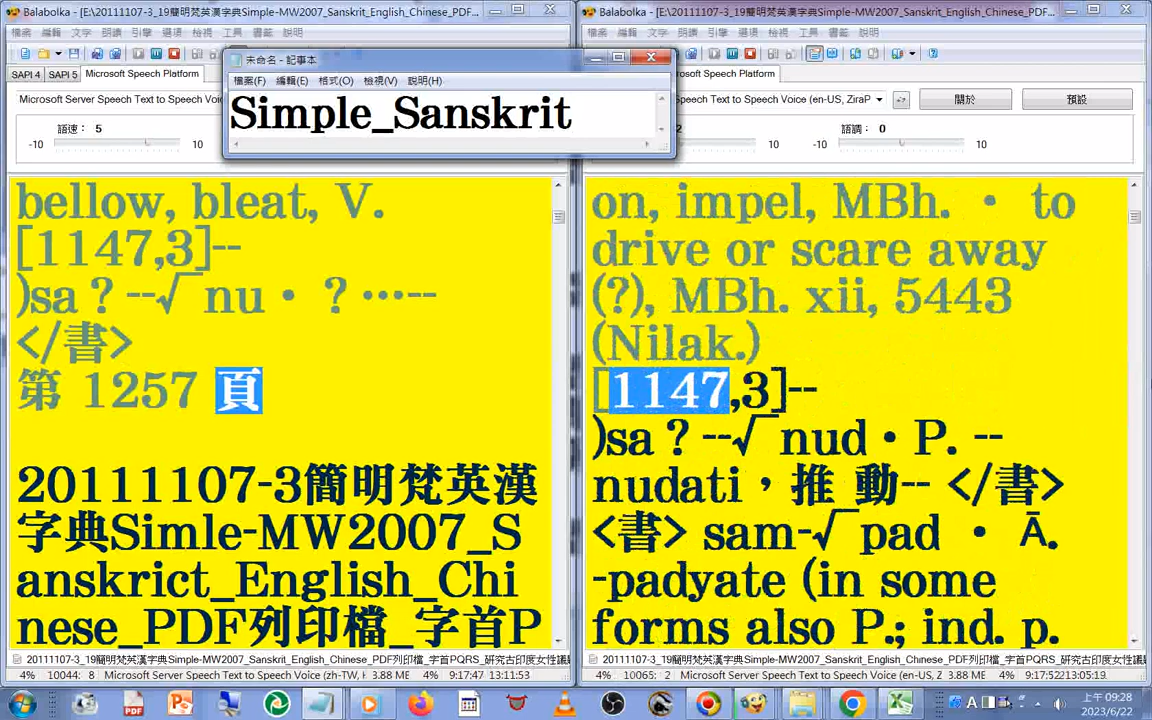 Balabolka - [E:\20111107-3_19簡明梵英漢字典Simple-MW2007_Sanskrit_English_Chinese_PDF...
檔案 編輯 文字 朗讀 引擎 選項 檢視 工具 書籤 說明
SAPI 4 SAPI 5 Microsoft Speech Platform
Microsoft Server Speech Text to Speech Voi
語速： 5
-10 10
bellow, bleat, V.
[1147,3]--
)sa ? --√ nu • ? …--
</書>
第 1257 頁
20111107-3簡明梵英漢
字典Simle-MW2007_S
anskrict_English_Chi
nese_PDF列印檔_字首P
20111107-3_19簡明梵英漢字典Simple-MW2007_Sanskrit_English_Chinese_PDF列印檔_字首PQRS_研究古印度女性議
4% 10044: 8 Microsoft Server Speech Text to Speech Voice (zh-TW, 3.88 ME 4% 9:17:47 13:11:53
未命名 - 記事本
檔案(F) 編輯(E) 格式(O) 檢視(V) 說明(H)
Simple_Sanskrit
Balabolka - [E:\20111107-3_19簡明梵英漢字典Simple-MW2007_Sanskrit_English_Chinese_PDF...
檔案 編輯 文字 朗讀 引擎 選項 檢視 工具 書籤 說明
osoft Speech Platform
eech Text to Speech Voice (en-US, ZiraP
關於 預設
2 語調： 0
10 -10 10
on, impel, MBh. • to
drive or scare away
(?), MBh. xii, 5443
(Nilak.)
[1147,3]--
)sa ? --√ nud • P. --
nudati，推 動-- </書>
<書> sam-√ pad • Ā.
-padyate (in some
forms also P.; ind. p.
20111107-3_19簡明梵英漢字典Simple-MW2007_Sanskrit_English_Chinese_PDF列印檔_字首PQRS_研究古印度女性議
4% 10065: 2 Microsoft Server Speech Text to Speech Voice (en-US, Z 3.88 ME 4% 9:17:52 13:05:19
上午 09:28
2023/6/22